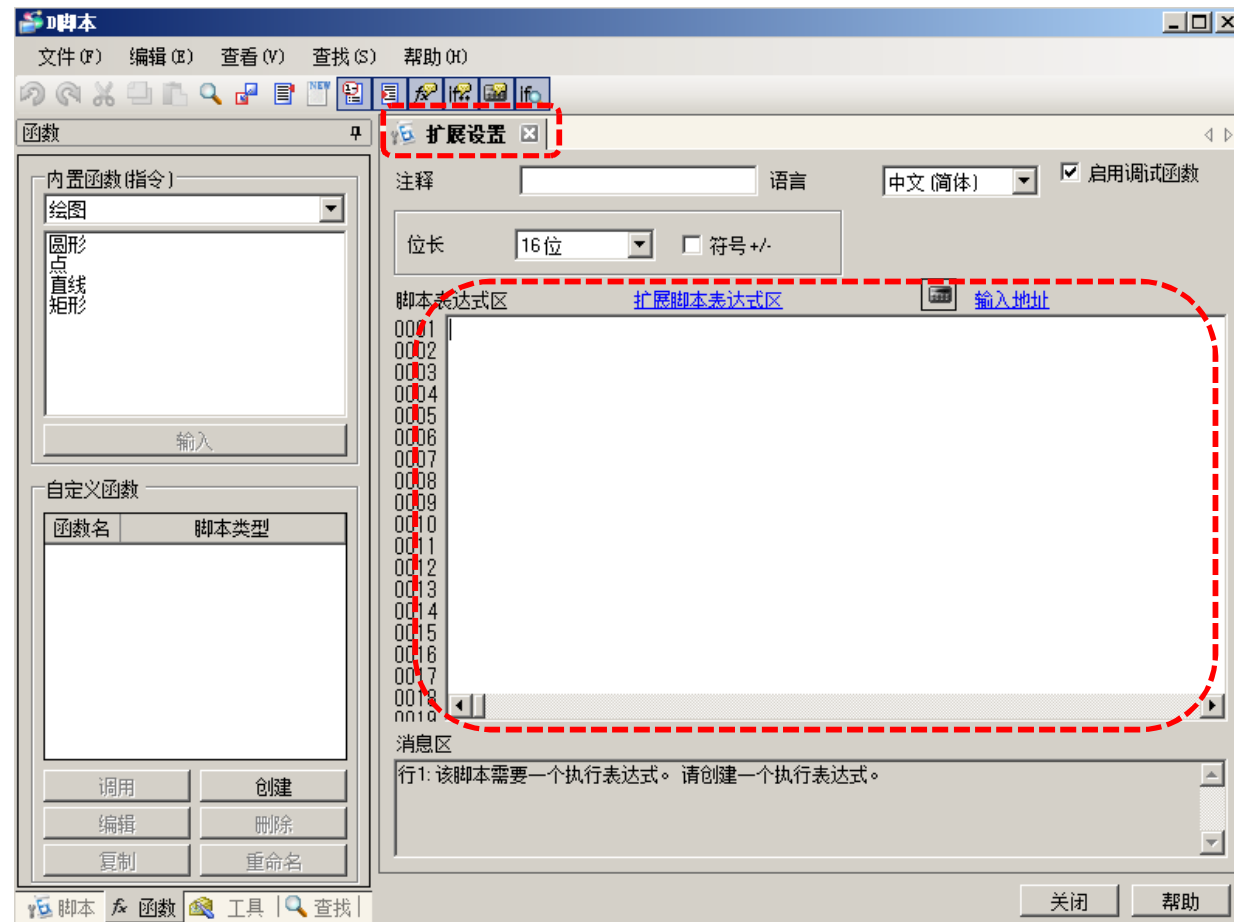 D脚本
文件(F) 编辑(E) 查看(V) 查找(S) 帮助(H)
NEW fx if if
函数
扩展设置
内置函数(指令)
绘图
圆形
点
直线
矩形
输入
自定义函数
函数名 脚本类型
调用 创建
编辑 删除
复制 重命名
脚本 fx 函数 工具 查找
注释 语言 中文(简体) 启用调试函数
位长 16位 符号+/-
脚本表达式区 扩展脚本表达式区 输入地址
0001
0002
0003
0004
0005
0006
0007
0008
0009
0010
0011
0012
0013
0014
0015
0016
0017
0018
0019
消息区
行1: 该脚本需要一个执行表达式。 请创建一个执行表达式。
关闭 帮助